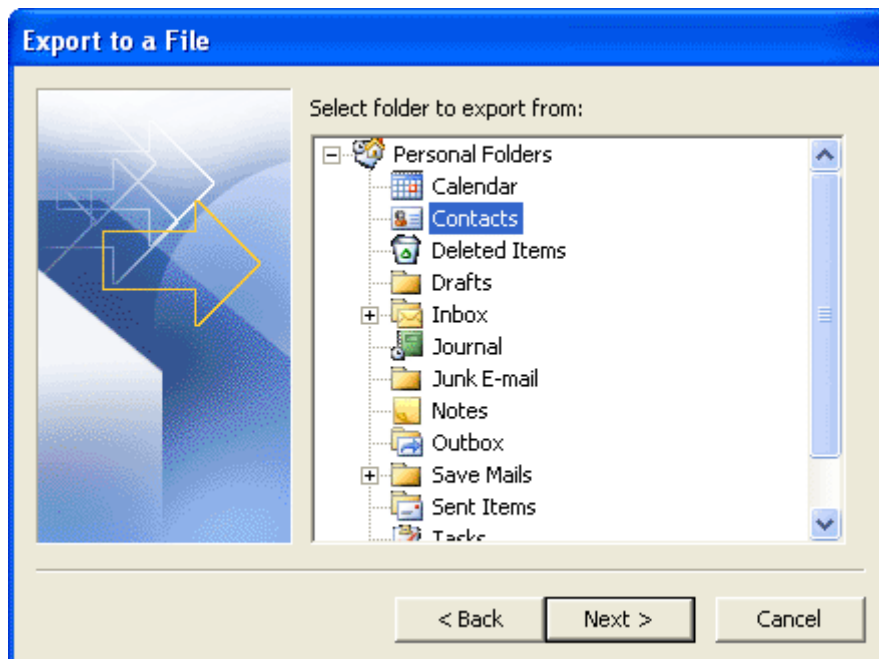 Export to a File
Select folder to export from:
Personal Folders
Calendar
Contacts
Deleted Items
Drafts
Inbox
Journal
Junk E-mail
Notes
Outbox
Save Mails
Sent Items
Tasks
< Back Next > Cancel